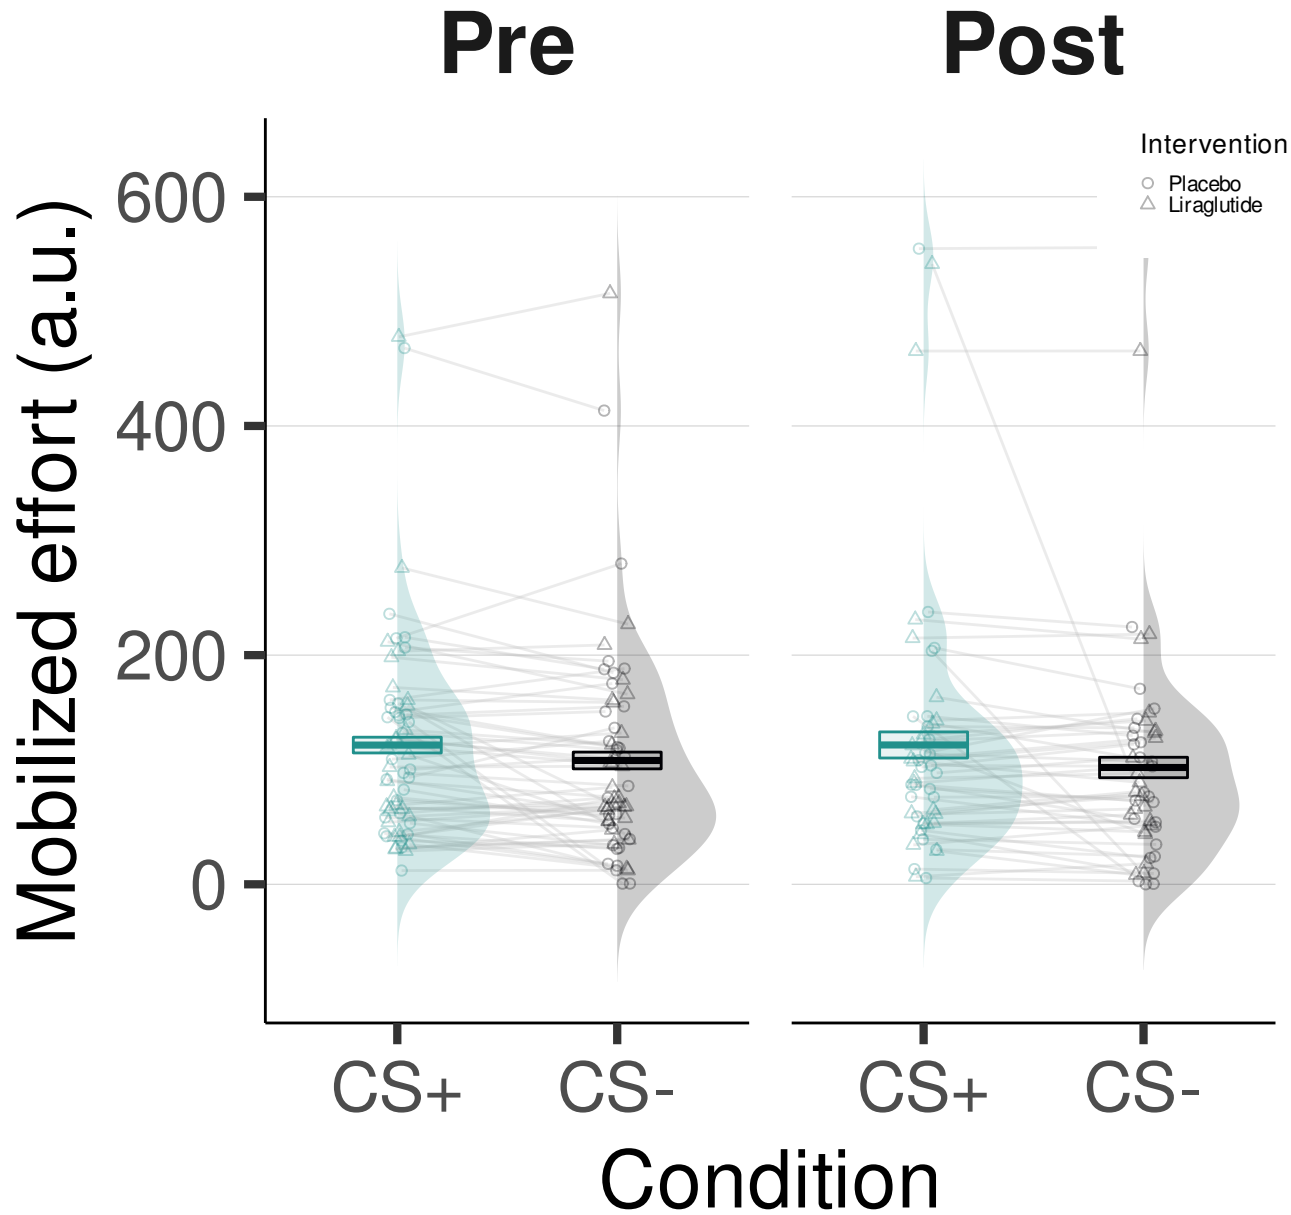 Pre Post
Intervention
Placebo
Liraglutide
Mobilized effort (a.u.)
600
400
200
0
CS+ CS- CS+ CS-
Condition